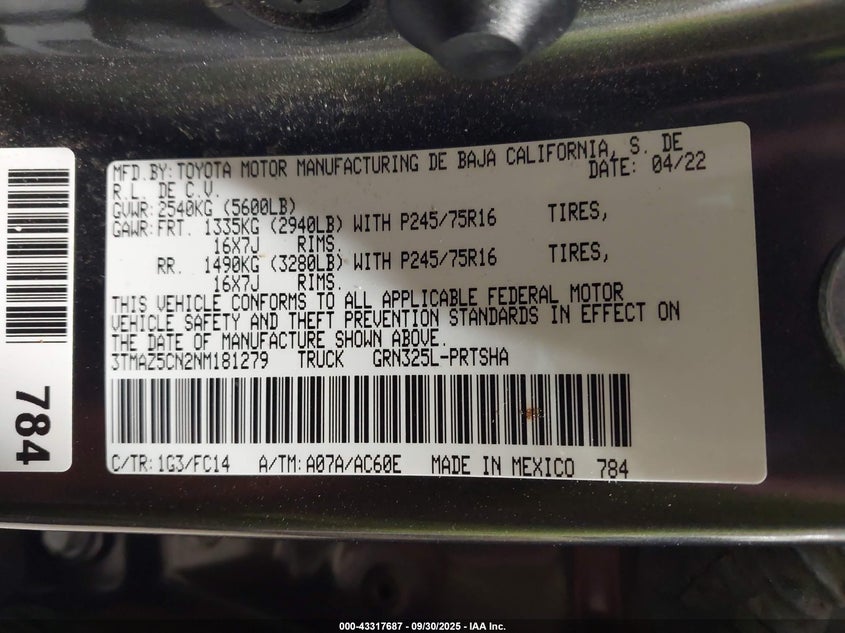 MFD.BY: TOYOTA MOTOR MANUFACTURING DE BAJA CALIFORNIA, S. DE
R.L. DE C.V. DATE: 04/22
GVWR: 2540KG (5600LB)
GAWR: FRT. 1335KG (2940LB) WITH P245/75R16 TIRES,
16X7J RIMS.
RR. 1490KG (3280LB) WITH P245/75R16 TIRES,
16X7J RIMS.
THIS VEHICLE CONFORMS TO ALL APPLICABLE FEDERAL MOTOR
VEHICLE SAFETY AND THEFT PREVENTION STANDARDS IN EFFECT ON
THE DATE OF MANUFACTURE SHOWN ABOVE.
3TMAZ5CN2NM181279 TRUCK GRN325L-PRTSHA
C/TR: 1G3/FC14 A/TM: A07A/AC60E MADE IN MEXICO 784
784
000-43317687 - 09/30/2025 - IAA Inc.